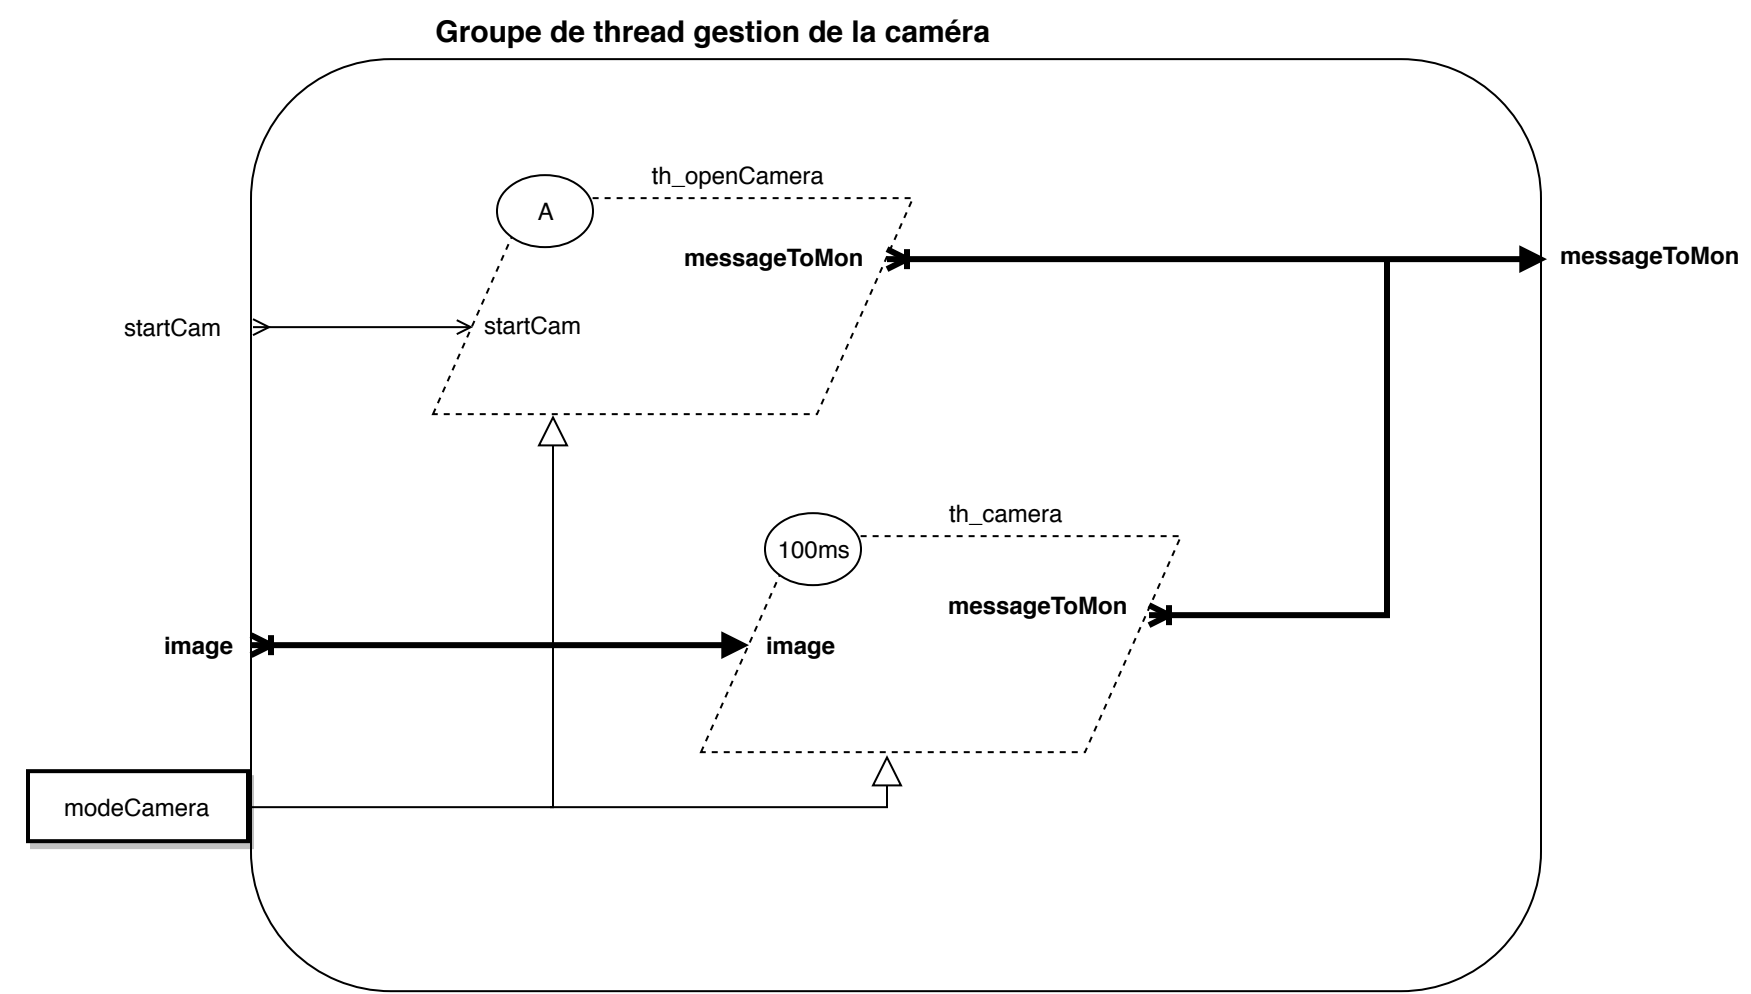 Groupe de thread gestion de la caméra
th_openCamera
A
messageToMon
messageToMon
startCam
startCam
th_camera
100ms
messageToMon
image
image
modeCamera